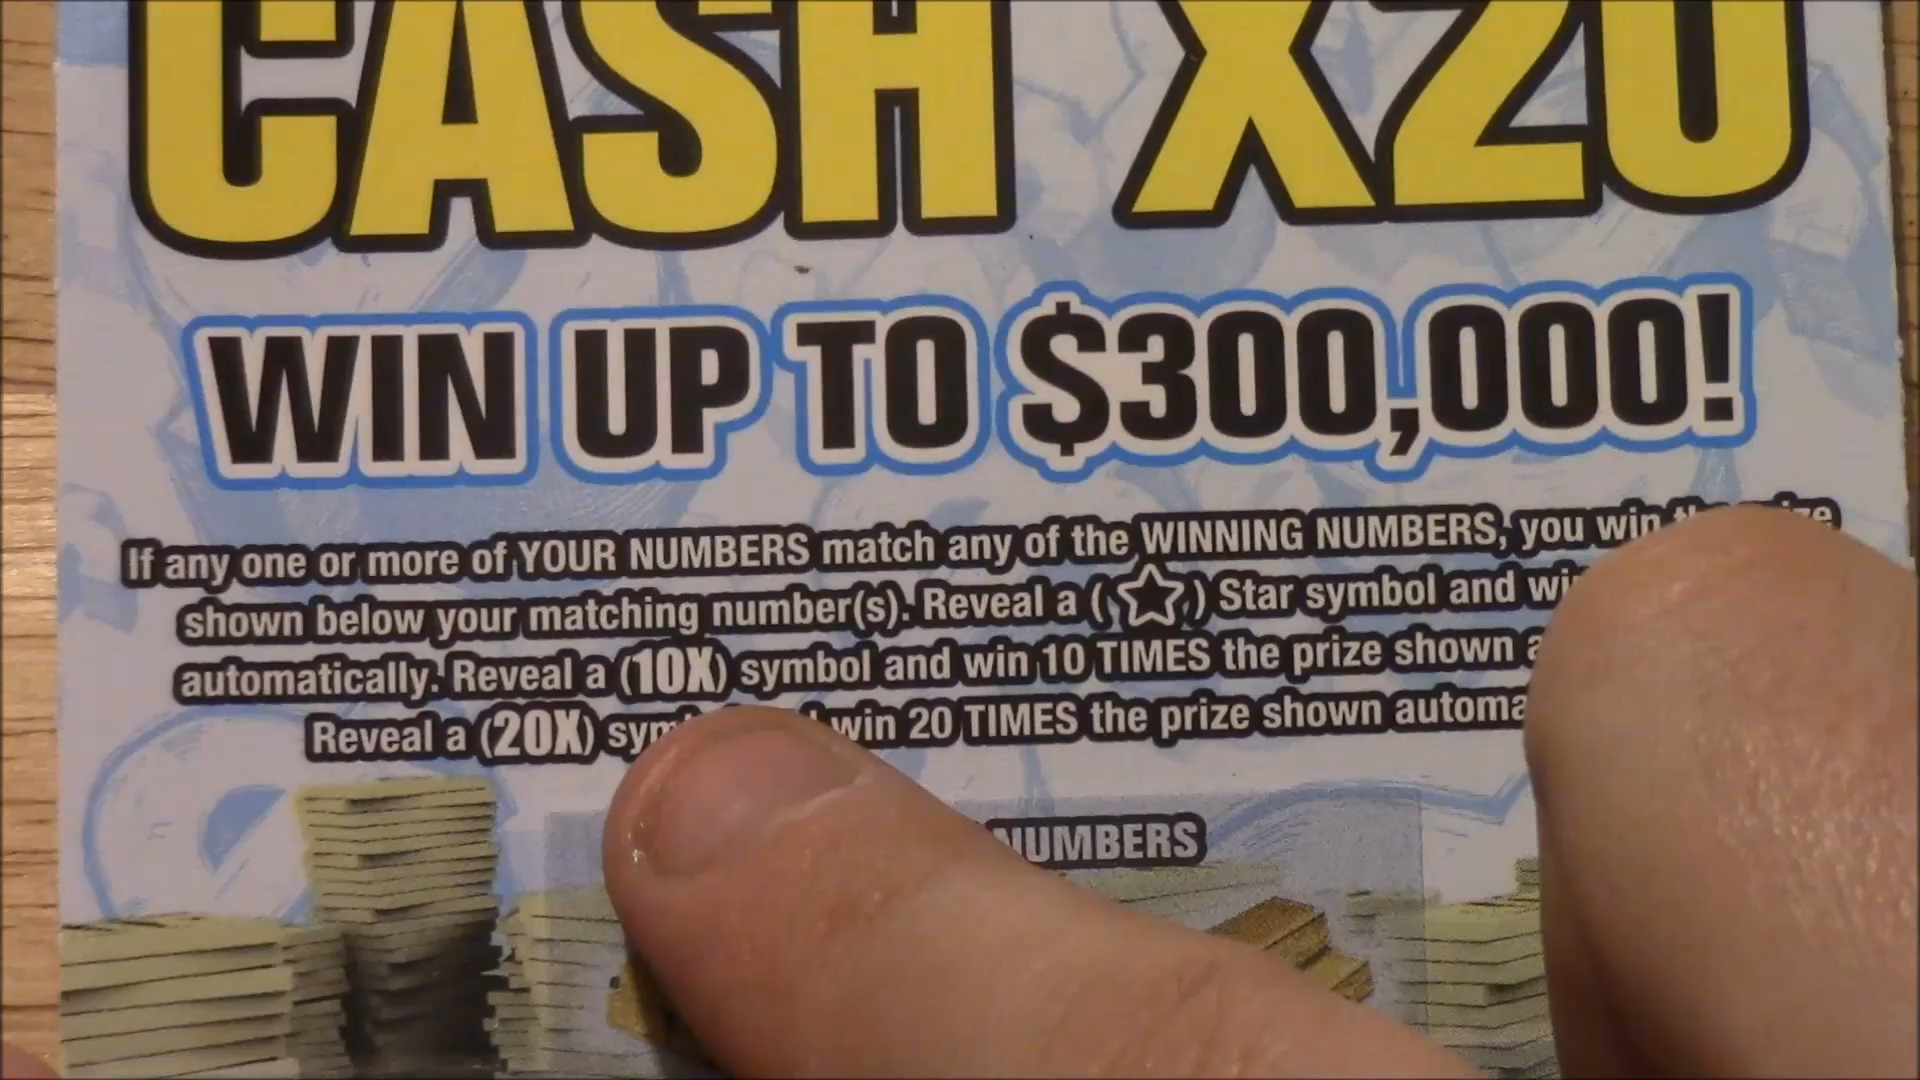 CASH X20
WIN UP TO $300,000!
If any one or more of YOUR NUMBERS match any of the WINNING NUMBERS, you win
shown below your matching number(s). Reveal a (☆) Star symbol and
automatically. Reveal a (10X) symbol and win 10 TIMES the prize shown
Reveal a (20X) win 20 TIMES the prize shown
NUMBERS